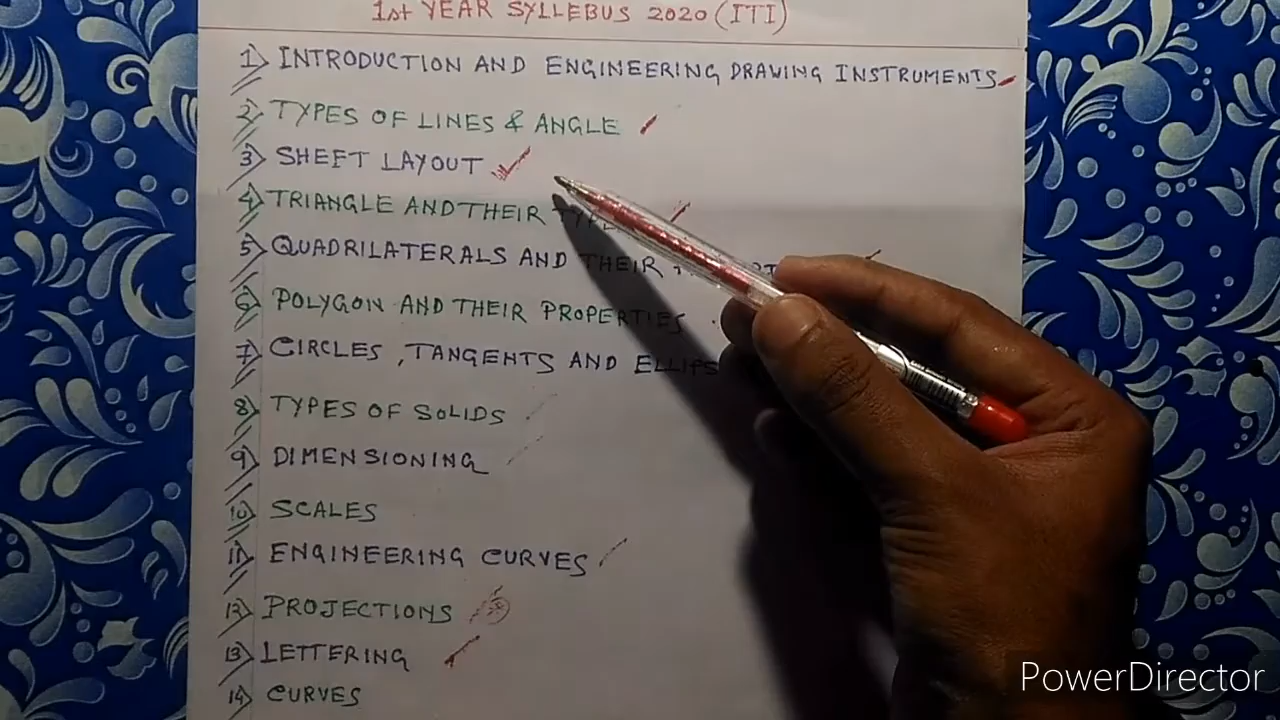 1st YEAR SYLLEBUS 2020 (ITI)
1) INTRODUCTION AND ENGINEERING DRAWING INSTRUMENTS
2) TYPES OF LINES & ANGLE
3) SHEET LAYOUT
4) TRIANGLE AND THEIR
5) QUADRILATERALS AND THEIR
6) POLYGON AND THEIR PROPERTIES
7) CIRCLES, TANGENTS AND ELLIPS
8) TYPES OF SOLIDS
9) DIMENSIONING
10) SCALES
11) ENGINEERING CURVES
12) PROJECTIONS
13) LETTERING
14) CURVES
PowerDirector